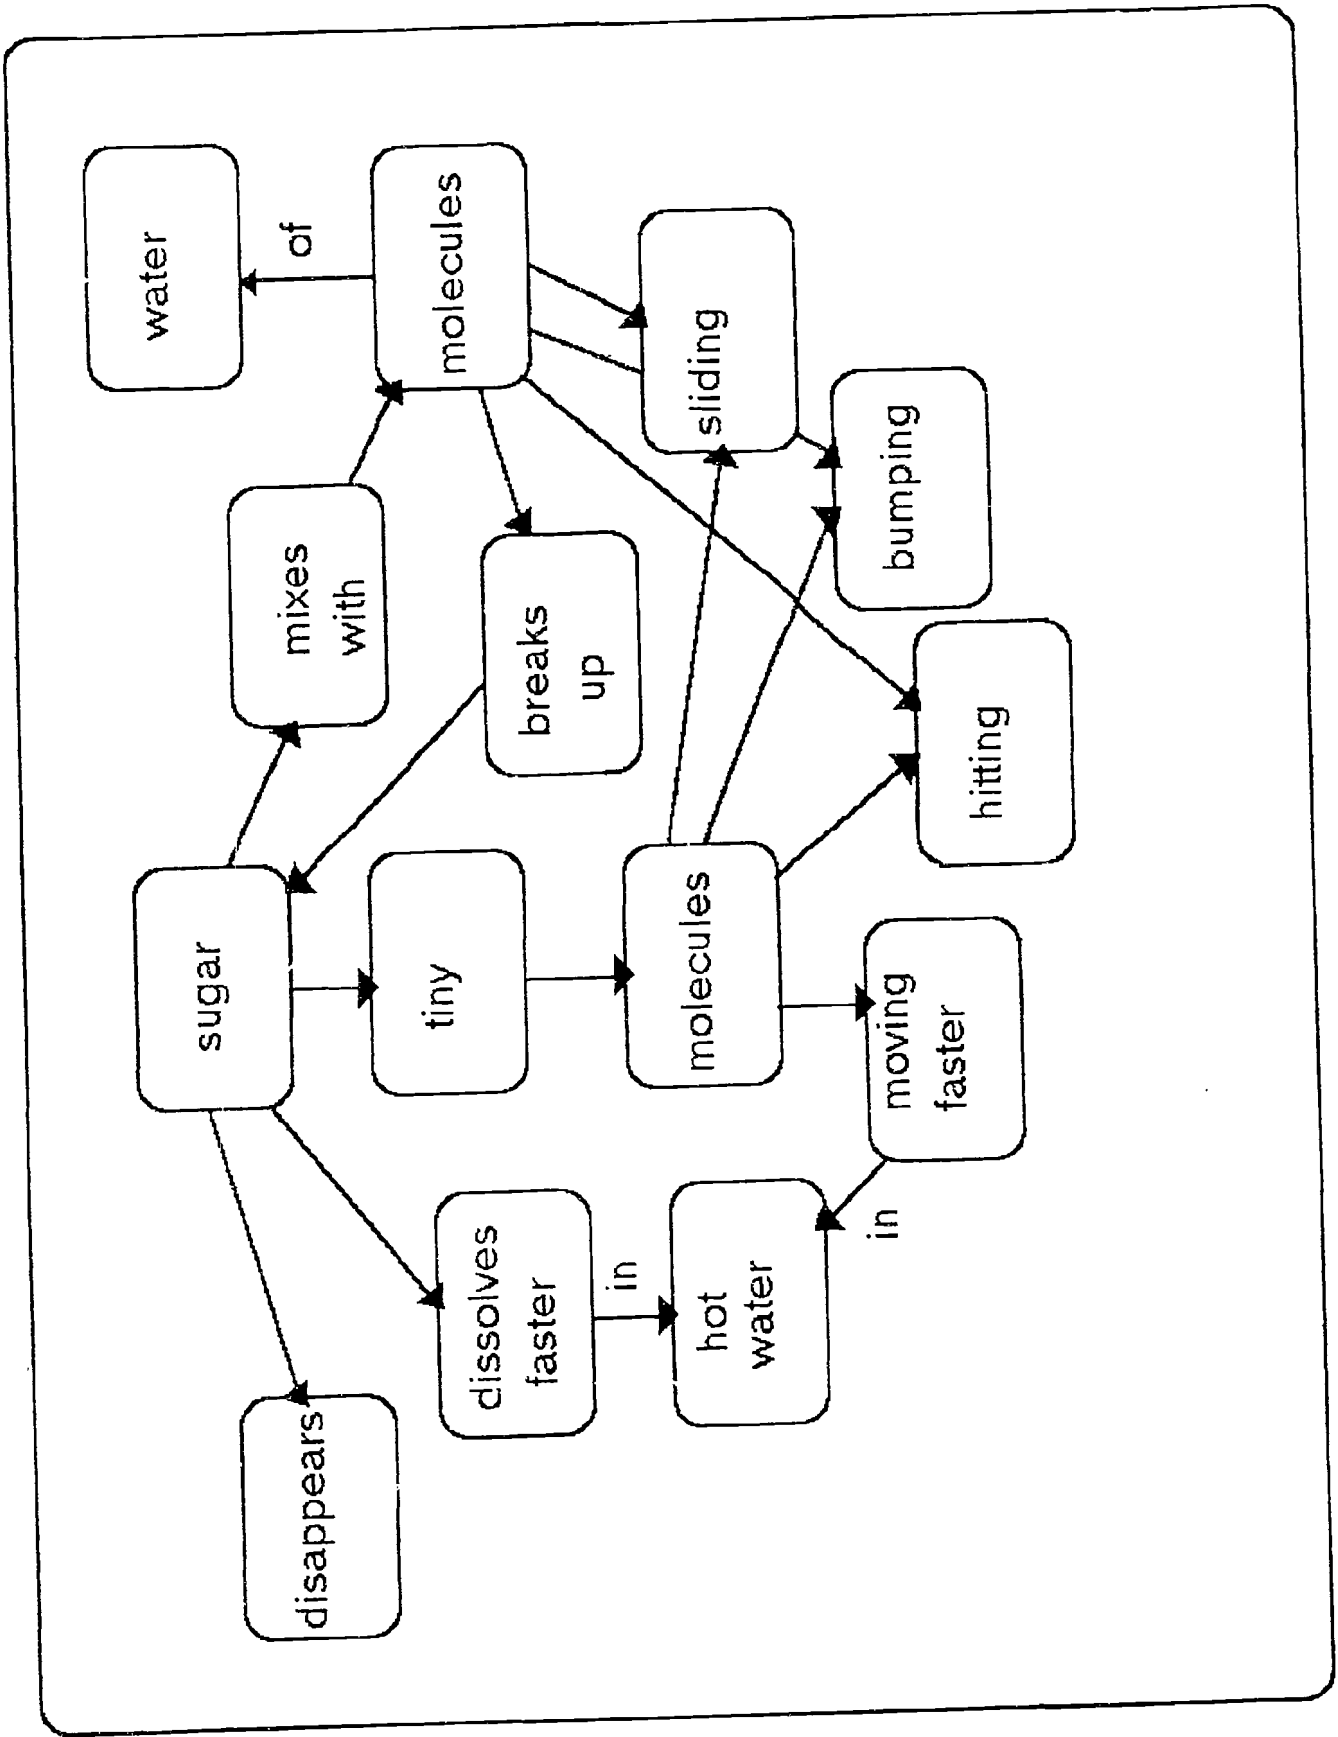 water
of
molecules
mixes
with
sliding
breaks
up
bumping
sugar
tiny
molecules
hitting
moving
faster
in
dissolves
faster
in
hot
water
disappears